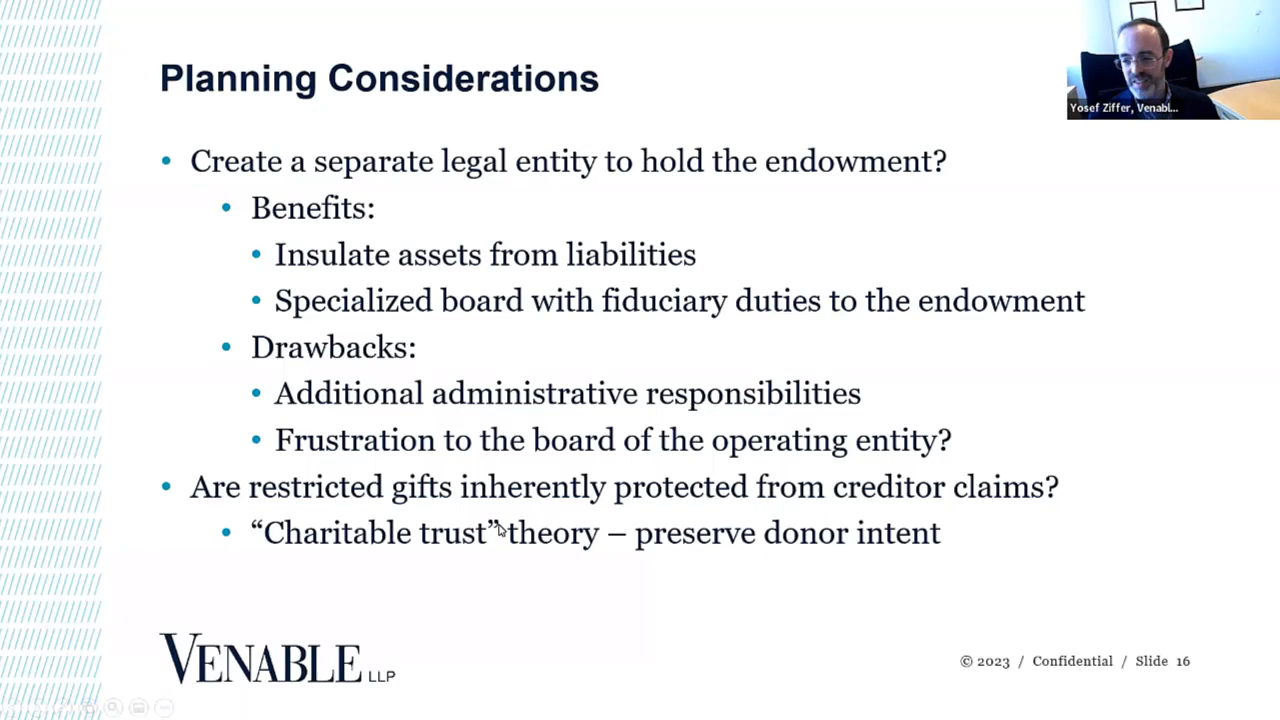 Planning Considerations
Yosef Ziffer, Venabl...
• Create a separate legal entity to hold the endowment?
• Benefits:
• Insulate assets from liabilities
• Specialized board with fiduciary duties to the endowment
• Drawbacks:
• Additional administrative responsibilities
• Frustration to the board of the operating entity?
• Are restricted gifts inherently protected from creditor claims?
• “Charitable trust” theory – preserve donor intent
VENABLE LLP
© 2023 / Confidential / Slide 16